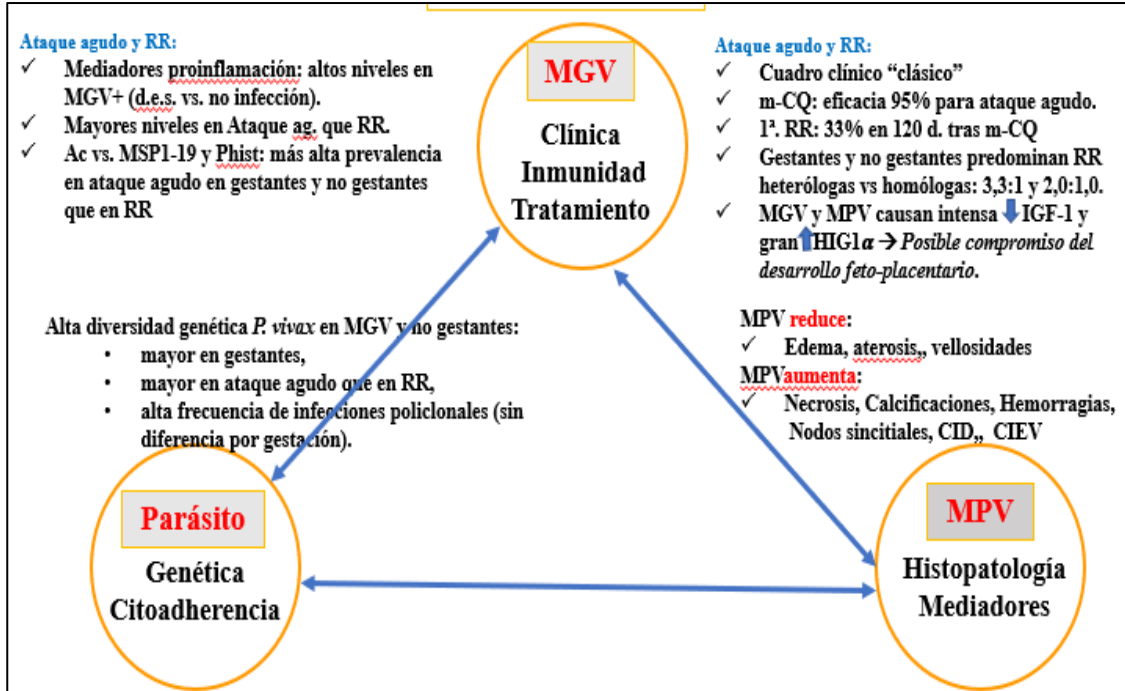 Ataque agudo y RR:
✓ Mediadores proinflamación: altos niveles en
MGV+ (d.e.s. vs. no infección).
✓ Mayores niveles en Ataque ag. que RR.
✓ Ac vs. MSP1-19 y Phist: más alta prevalencia
en ataque agudo en gestantes y no gestantes
que en RR
MGV
Clínica
Inmunidad
Tratamiento
Ataque agudo y RR:
✓ Cuadro clínico “clásico”
✓ m-CQ: eficacia 95% para ataque agudo.
✓ 1ª. RR: 33% en 120 d. tras m-CQ
✓ Gestantes y no gestantes predominan RR
heterólogas vs homólogas: 3,3:1 y 2,0:1,0.
✓ MGV y MPV causan intensa ⬇IGF-1 y
gran⬆HIG1α → Posible compromiso del
desarrollo feto-placentario.
Alta diversidad genética P. vivax en MGV y no gestantes:
• mayor en gestantes,
• mayor en ataque agudo que en RR,
• alta frecuencia de infecciones policlonales (sin
diferencia por gestación).
MPV reduce:
✓ Edema, aterosis,, vellosidades
MPVaumenta:
✓ Necrosis, Calcificaciones, Hemorragias,
Nodos sincitiales, CID,, CIEV
Parásito
Genética
Citoadherencia
MPV
Histopatología
Mediadores